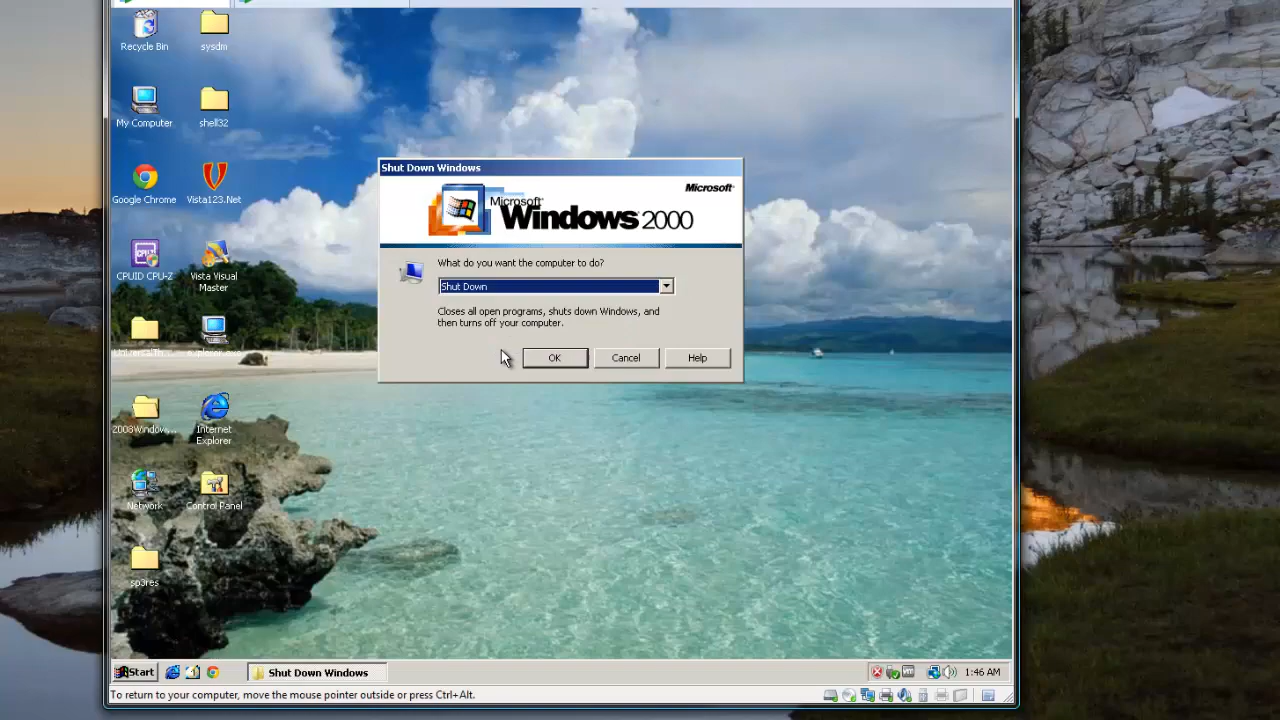 Recycle Bin
sysdm
My Computer
shell32
Google Chrome
Vista123.Net
CPUID CPU-Z
Vista Visual
Master
2008Windows...
Internet
Explorer
Network
Control Panel
sp3res
Shut Down Windows
Microsoft
Microsoft
Windows 2000
What do you want the computer to do?
Shut Down
Closes all open programs, shuts down Windows, and
then turns off your computer.
OK
Cancel
Help
Start
Shut Down Windows
1:46 AM
To return to your computer, move the mouse pointer outside or press Ctrl+Alt.